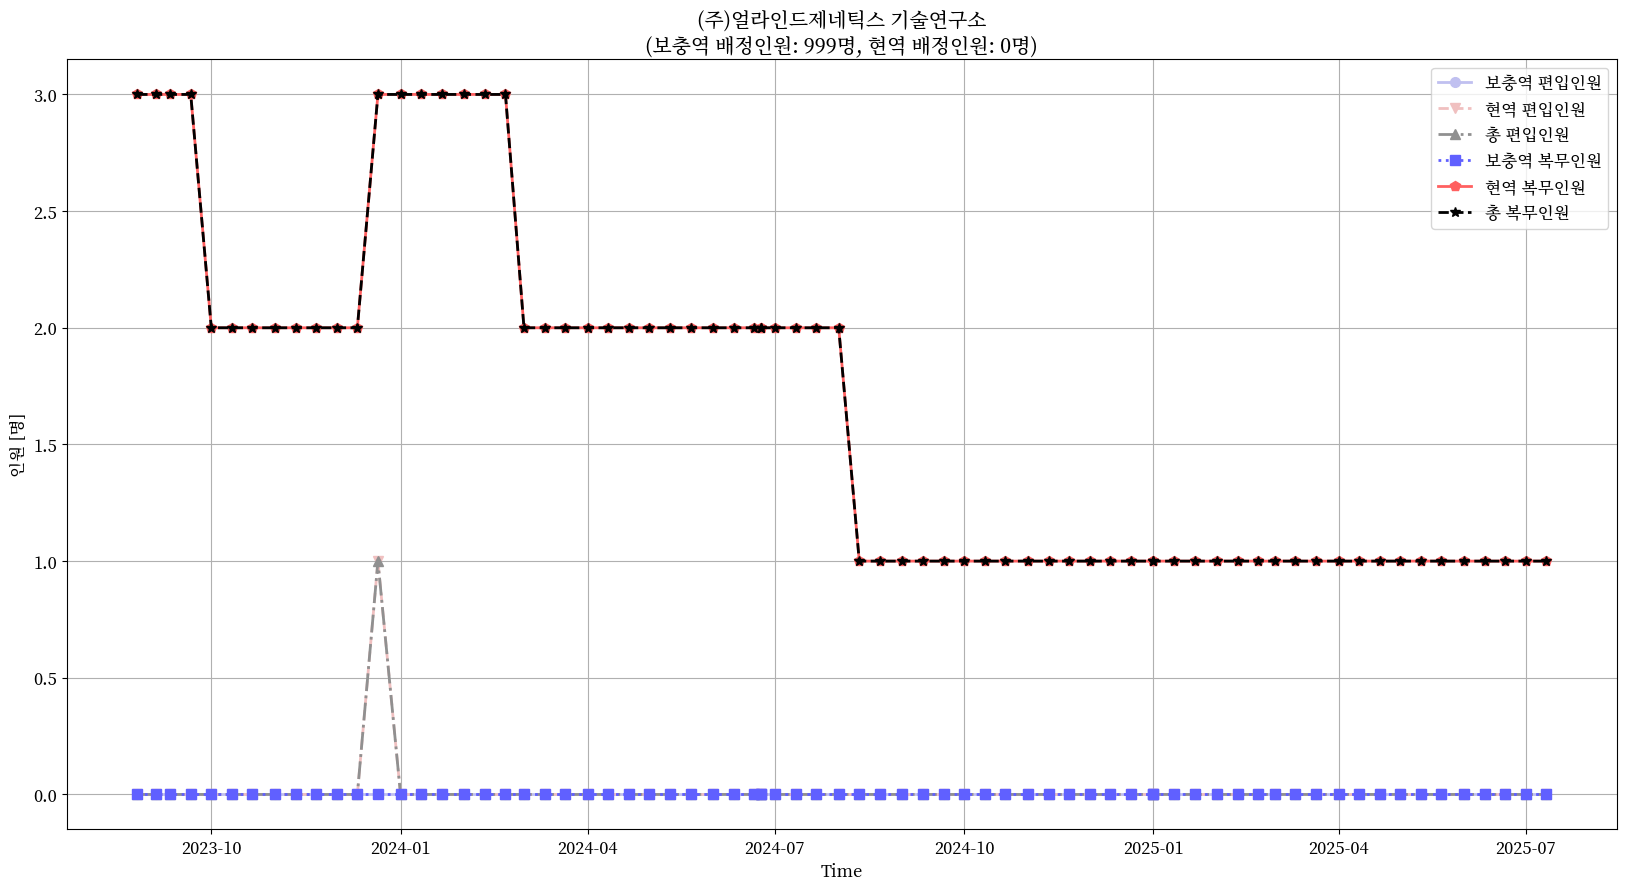 (주)얼라인드제네틱스 기술연구소
(보충역 배정인원: 999명, 현역 배정인원: 0명)
보충역 편입인원
현역 편입인원
총 편입인원
보충역 복무인원
현역 복무인원
총 복무인원
3.0
2.5
2.0
1.5
1.0
0.5
0.0
인원 [명]
2023-10
2024-01
2024-04
2024-07
2024-10
2025-01
2025-04
2025-07
Time